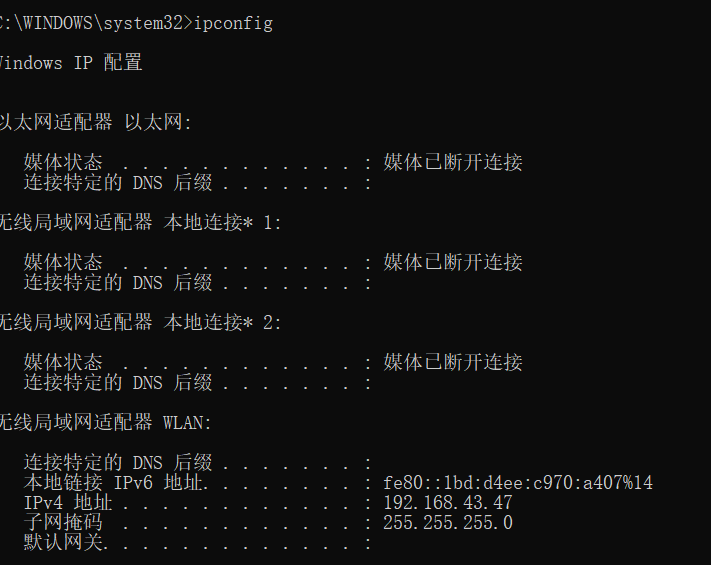 C:\WINDOWS\system32>ipconfig
Windows IP 配置
以太网适配器 以太网:
媒体状态 . . . . . . . . . . . . : 媒体已断开连接
连接特定的 DNS 后缀 . . . . . . . :
无线局域网适配器 本地连接* 1:
媒体状态 . . . . . . . . . . . . : 媒体已断开连接
连接特定的 DNS 后缀 . . . . . . . :
无线局域网适配器 本地连接* 2:
媒体状态 . . . . . . . . . . . . : 媒体已断开连接
连接特定的 DNS 后缀 . . . . . . . :
无线局域网适配器 WLAN:
连接特定的 DNS 后缀 . . . . . . . :
本地链接 IPv6 地址. . . . . . . . : fe80::1bd:d4ee:c970:a407%14
IPv4 地址 . . . . . . . . . . . . : 192.168.43.47
子网掩码 . . . . . . . . . . . . : 255.255.255.0
默认网关. . . . . . . . . . . . . :